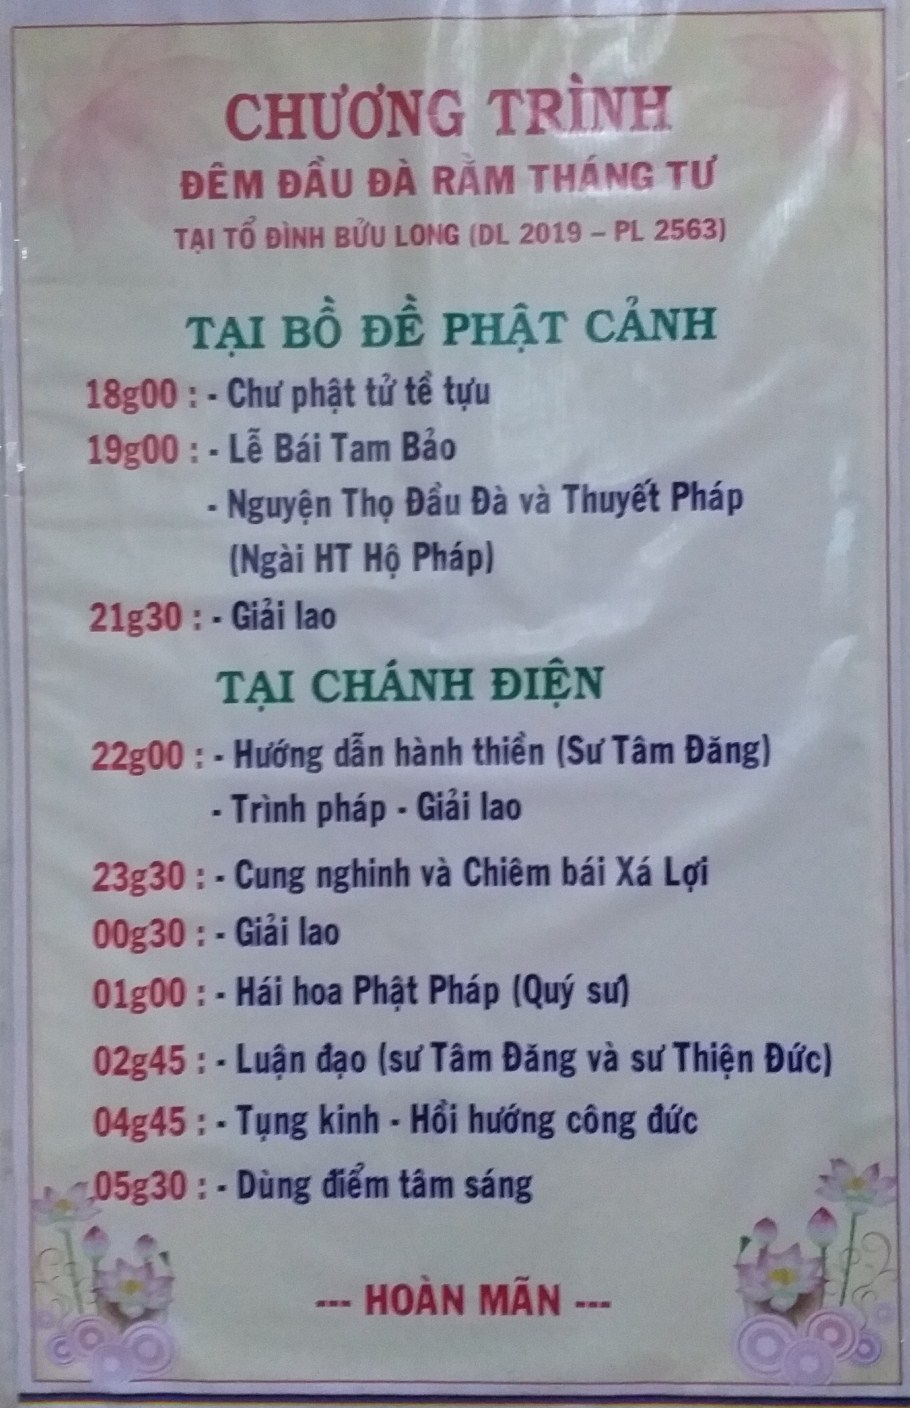 CHƯƠNG TRÌNH
ĐÊM ĐẦU ĐÀ RẰM THÁNG TƯ
TẠI TỔ ĐÌNH BỬU LONG (DL 2019 – PL 2563)
TẠI BỒ ĐỀ PHẬT CẢNH
18g00 : - Chư phật tử tề tựu
19g00 : - Lễ Bái Tam Bảo
- Nguyện Thọ Đầu Đà và Thuyết Pháp
(Ngài HT Hộ Pháp)
21g30 : - Giải lao
TẠI CHÁNH ĐIỆN
22g00 : - Hướng dẫn hành thiền (Sư Tâm Đăng)
- Trình pháp - Giải lao
23g30 : - Cung nghinh và Chiêm bái Xá Lợi
00g30 : - Giải lao
01g00 : - Hái hoa Phật Pháp (Quý sư)
02g45 : - Luận đạo (sư Tâm Đăng và sư Thiện Đức)
04g45 : - Tụng kinh - Hồi hướng công đức
05g30 : - Dùng điểm tâm sáng
--- HOÀN MÃN ---